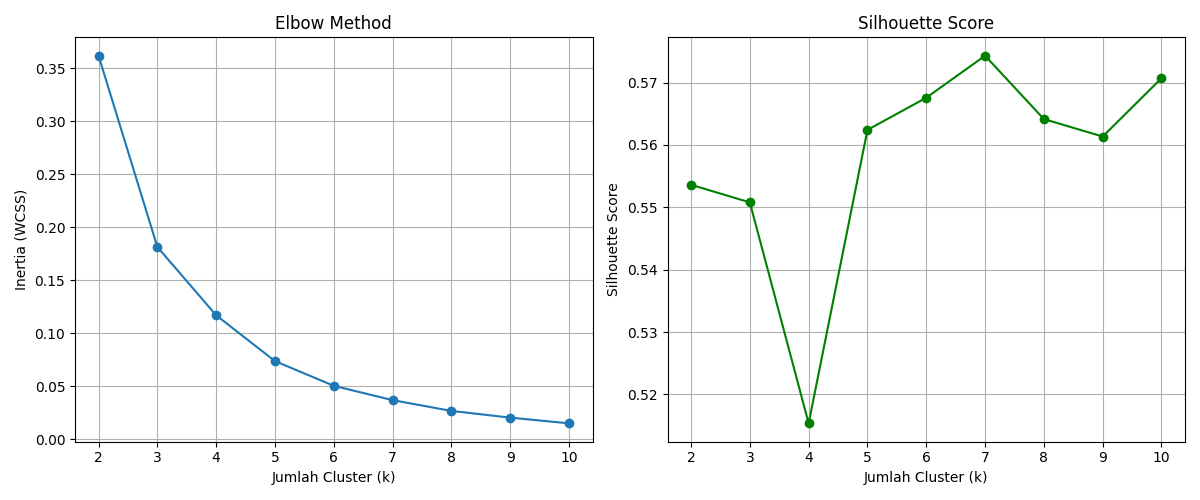 Elbow Method
Inertia (WCSS)
0.35
0.30
0.25
0.20
0.15
0.10
0.05
0.00
2 3 4 5 6 7 8 9 10
Jumlah Cluster (k)
Silhouette Score
Silhouette Score
0.57
0.56
0.55
0.54
0.53
0.52
2 3 4 5 6 7 8 9 10
Jumlah Cluster (k)